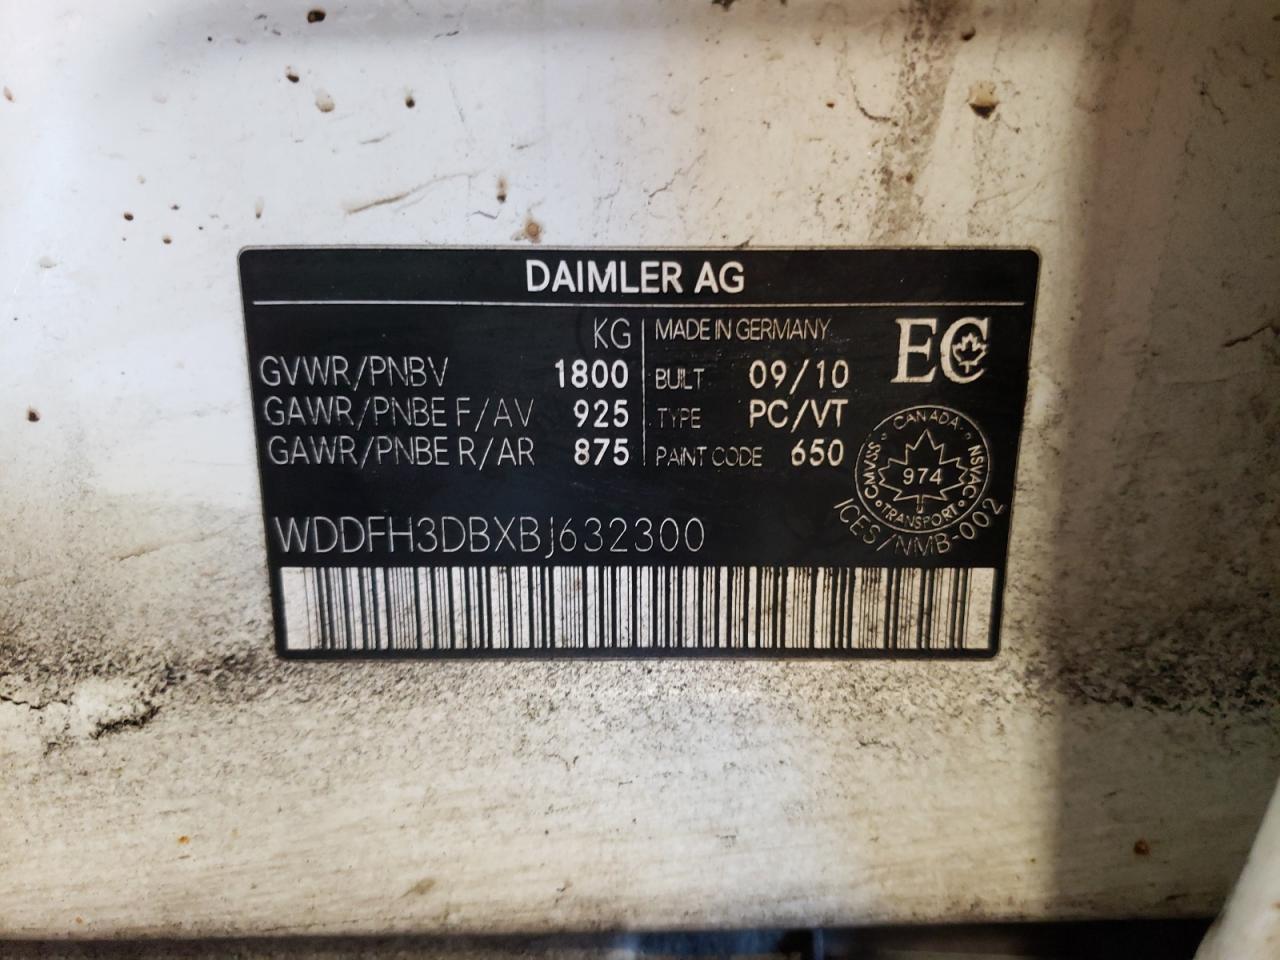 DAIMLER AG
KG
GVWR/PNBV 1800
GAWR/PNBE F/AV 925
GAWR/PNBE R/AR 875
MADE IN GERMANY
BUILT 09/10
TYPE PC/VT
PAINT CODE 650
EC
CANADA
CMVSS 974 NSVAC
TRANSPORT
ICES/NMB-002
WDDFH3DBXBJ632300